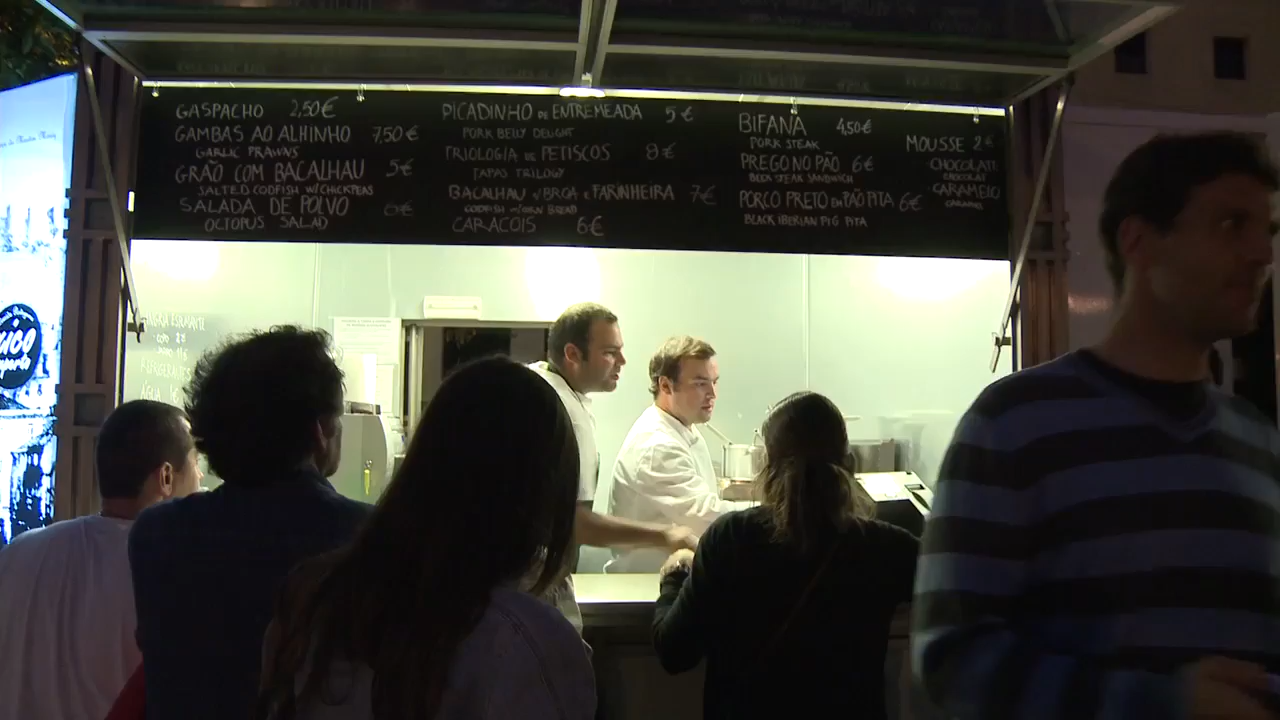 GASPACHO 2,50€
GAMBAS AO ALHINHO 7,50€
GARLIC PRAWNS
GRÃO COM BACALHAU 5€
SALTED CODFISH W/CHICKPEAS
SALADA DE POLVO 6€
OCTOPUS SALAD
PICADINHO DE ENTREMEADA 5€
PORK BELLY DELIGHT
TRIOLOGIA DE PETISCOS 8€
TAPAS TRILOGY
BACALHAU C/BROA E FARINHEIRA 7€
CODFISH W/CORN BREAD
CARACOIS 6€
BIFANA 4,50€
PORK STEAK
PREGO NO PÃO 6€
BEEF STEAK SANDWICH
PORCO PRETO EM PÃO PITA 6€
BLACK IBERIAN PIG PITA
MOUSSE 2€
CHOCOLATE
CHOCOLAT
CARAMELO
CARAMEL
REFRIGERANTES
ÁGUA 1€